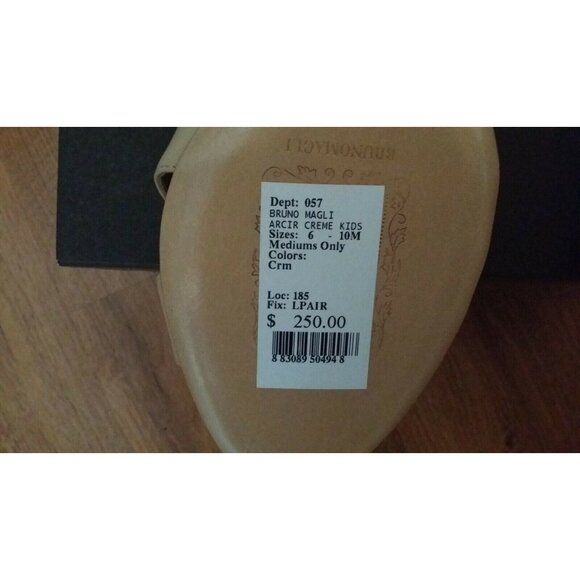 BRUNOMAGLI
Dept: 057
BRUNO MAGLI
ARCIR CREME KIDS
Sizes: 6 - 10M
Mediums Only
Colors:
Crm
Loc: 185
Fix: LPAIR
$ 250.00
8 83089 50494 8